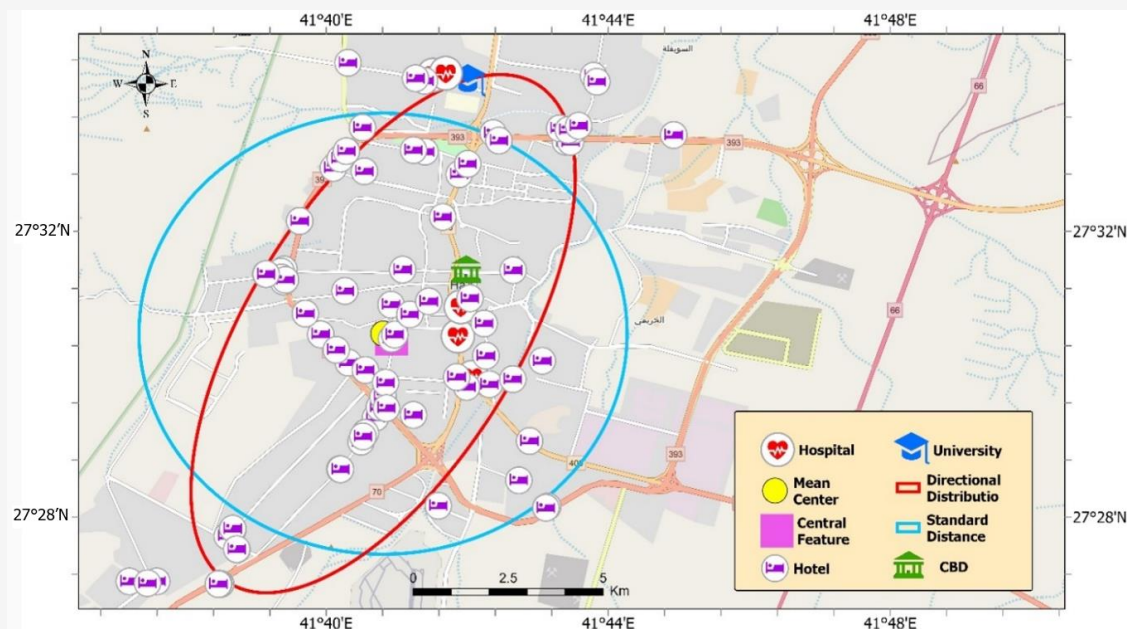 41°40'E 41°44'E 41°48'E
السويفلة
N
W E
S
66
393
393
39
27°32'N 27°32'N
66
الخريمي
Hospital University
Mean
Center
Directional
Distributio
Central
Feature
Standard
Distance
Hotel CBD
393
400
70
27°28'N 27°28'N
0 2.5 5
Km
41°40'E 41°44'E 41°48'E